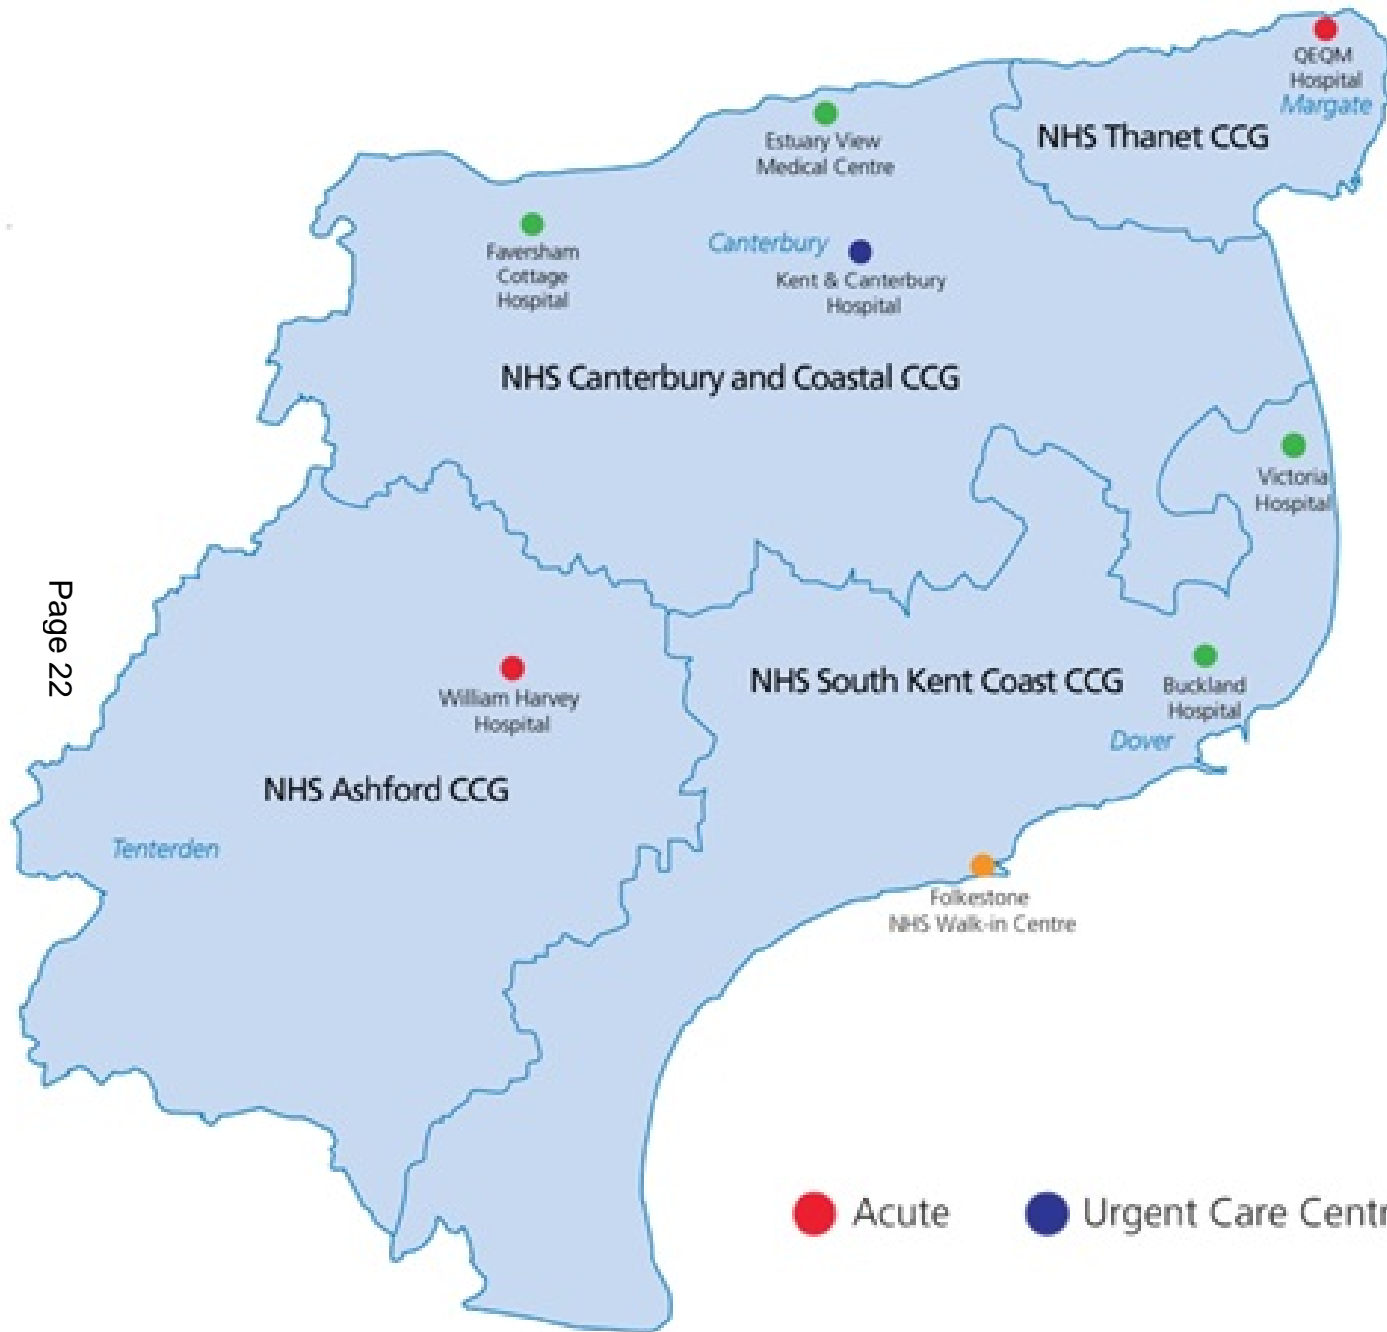 QEQM
Hospital
Margate
NHS Thanet CCG
Estuary View
Medical Centre
Faversham
Cottage
Hospital
Canterbury
Kent & Canterbury
Hospital
NHS Canterbury and Coastal CCG
Victoria
Hospital
Page 22
William Harvey
Hospital
NHS South Kent Coast CCG
Buckland
Hospital
Dover
NHS Ashford CCG
Tenterden
Folkestone
NHS Walk-in Centre
Acute
Urgent Care Centr